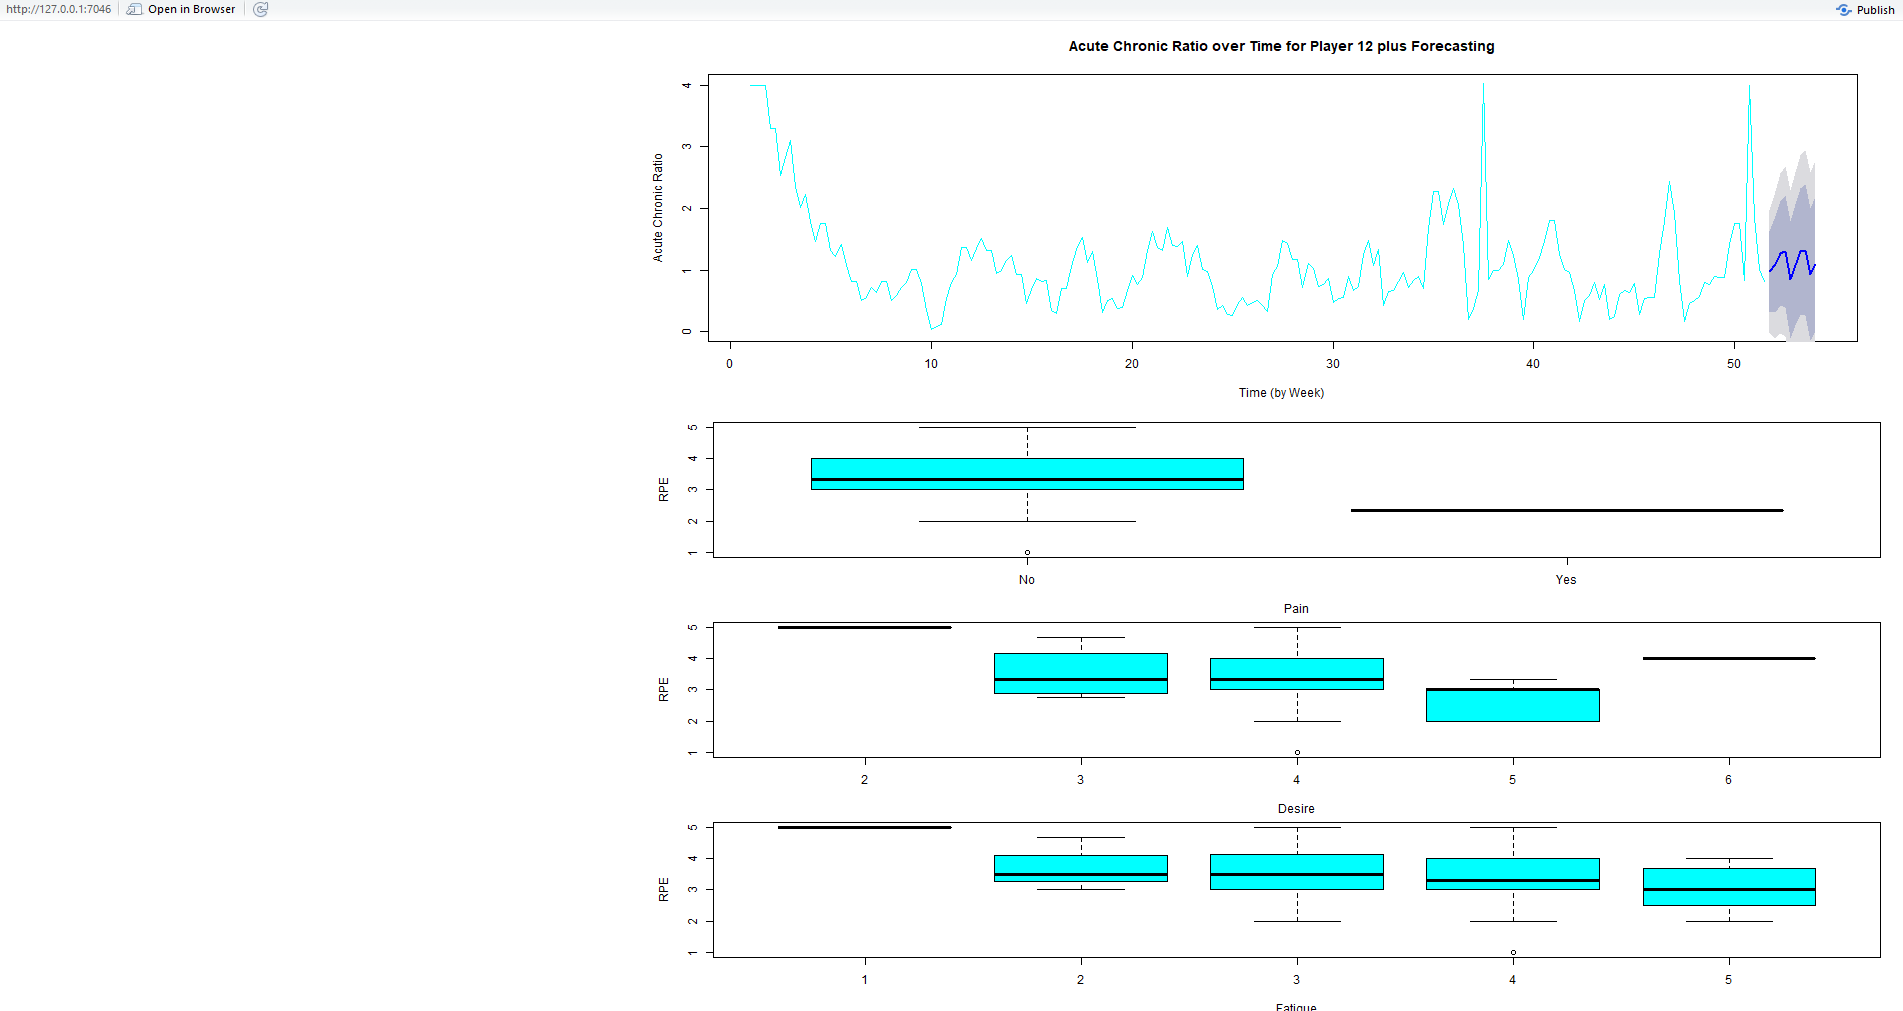 http://127.0.0.1:7046 Open in Browser Publish
Acute Chronic Ratio over Time for Player 12 plus Forecasting
Acute Chronic Ratio
4
3
2
1
0
0 10 20 30 40 50
Time (by Week)
RPE
5
4
3
2
1
No Yes
Pain
RPE
5
4
3
2
1
2 3 4 5 6
Desire
RPE
5
4
3
2
1
1 2 3 4 5
Fatigue